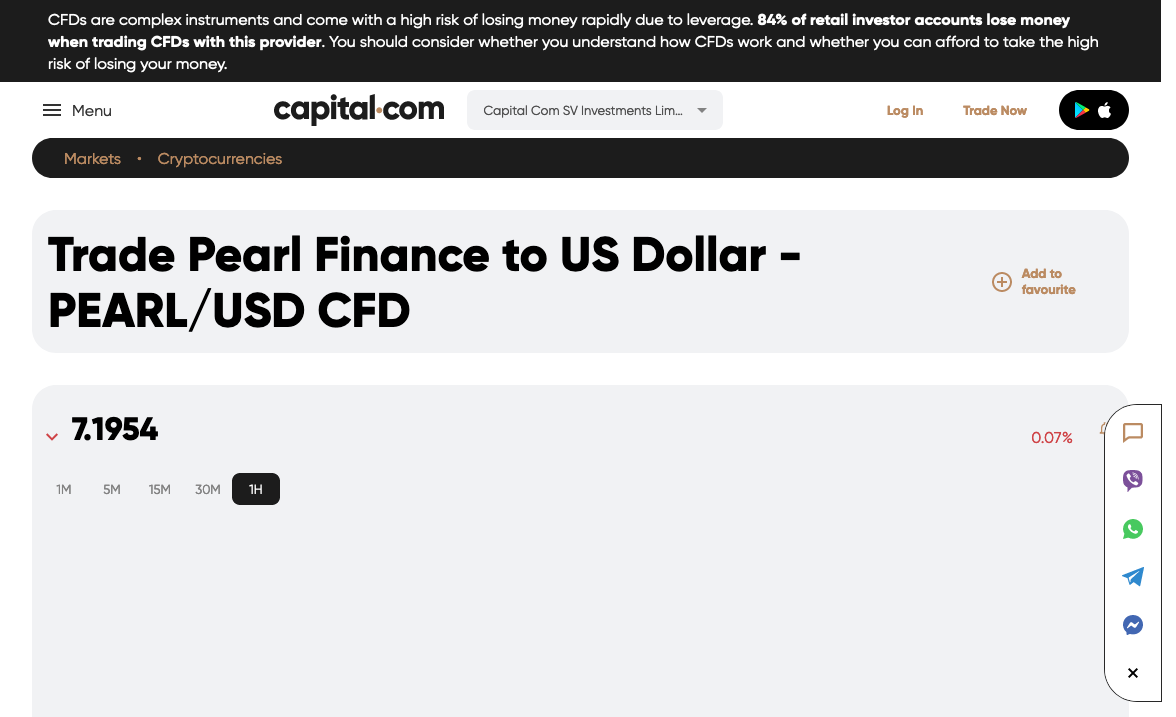 CFDs are complex instruments and come with a high risk of losing money rapidly due to leverage. 84% of retail investor accounts lose money
when trading CFDs with this provider. You should consider whether you understand how CFDs work and whether you can afford to take the high
risk of losing your money.
Menu
capital.com
Capital Com SV Investments Lim...
Log In
Trade Now
Markets • Cryptocurrencies
Trade Pearl Finance to US Dollar -
PEARL/USD CFD
Add to
favourite
7.1954
0.07%
1M 5M 15M 30M 1H